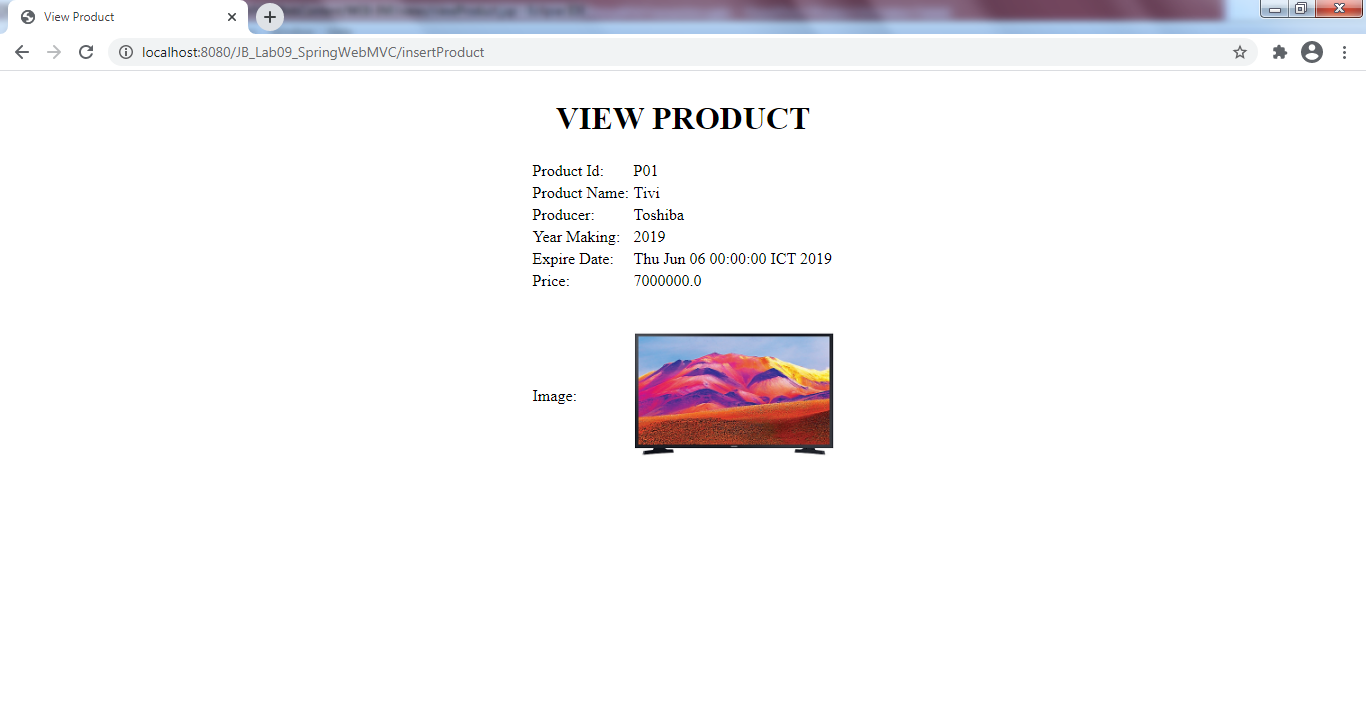 View Product
localhost:8080/JB_Lab09_SpringWebMVC/insertProduct
VIEW PRODUCT
Product Id: P01
Product Name: Tivi
Producer: Toshiba
Year Making: 2019
Expire Date: Thu Jun 06 00:00:00 ICT 2019
Price: 7000000.0
Image: